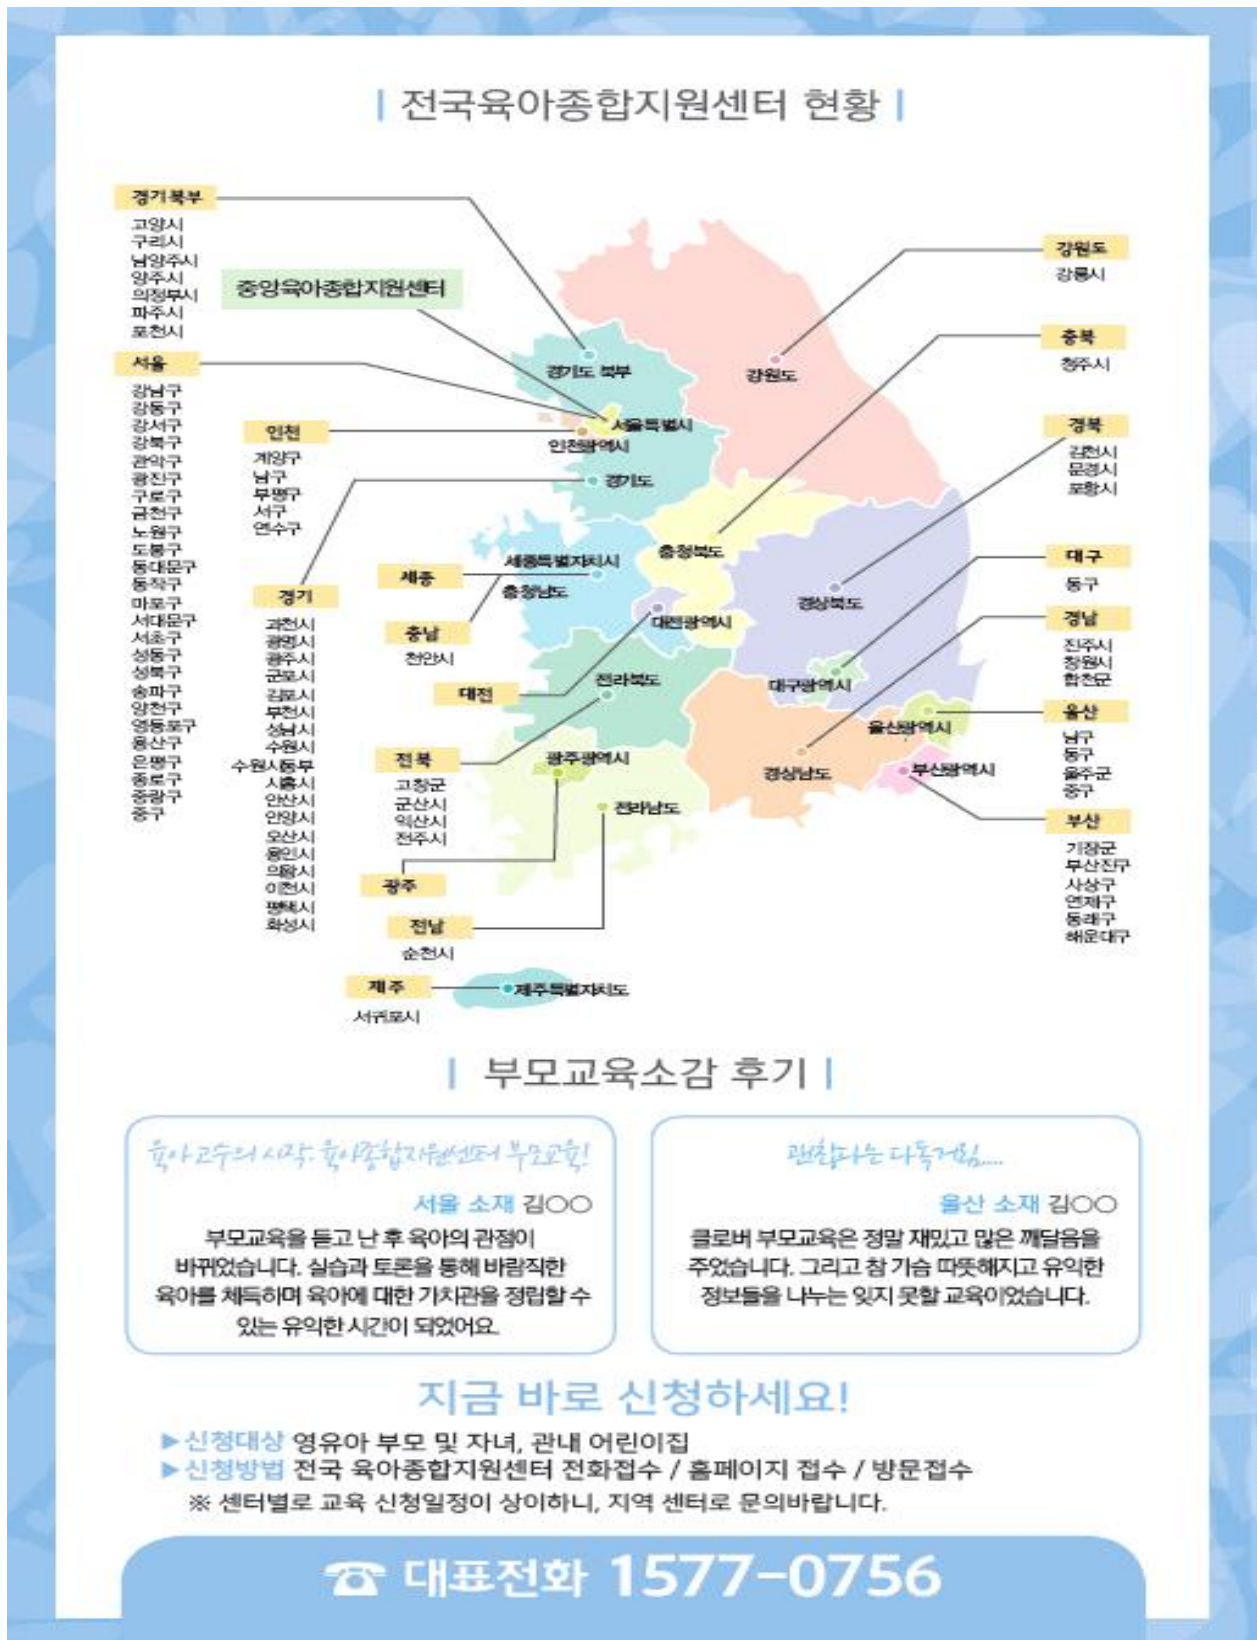 전국육아종합지원센터 현황
경기북부
고양시
구리시
남양주시
양주시
의정부시
파주시
포천시
중앙육아종합지원센터
서울
강남구
강동구
강서구
강북구
관악구
광진구
구로구
금천구
노원구
도봉구
동대문구
동작구
마포구
서대문구
서초구
성동구
성북구
송파구
양천구
영등포구
용산구
은평구
종로구
중랑구
중구
인천
계양구
남구
부평구
서구
연수구
경기
과천시
광명시
광주시
군포시
김포시
부천시
성남시
수원시
수원시동부
시흥시
안산시
안양시
오산시
용인시
의왕시
이천시
평택시
화성시
세종
충남
천안시
대전
전북
고창군
군산시
익산시
전주시
광주
전남
순천시
제주
서귀포시
경기도 북부
강원도
서울특별시
인천광역시
경기도
충청북도
세종특별자치시
충청남도
대전광역시
경상북도
전라북도
대구광역시
울산광역시
광주광역시
경상남도
부산광역시
전라남도
제주특별자치도
강원도
강릉시
충북
청주시
경북
김천시
문경시
포항시
대구
동구
경남
진주시
창원시
합천군
울산
남구
동구
울주군
중구
부산
기장군
부산진구
사상구
연제구
동래구
해운대구
부모교육소감 후기
육아고수의 시작, 육아종합지원센터 부모교육!
서울 소재 김○○
부모교육을 듣고 난 후 육아의 관점이
바뀌었습니다. 실습과 토론을 통해 바람직한
육아를 체득하며 육아에 대한 가치관을 정립할 수
있는 유익한 시간이 되었어요.
괜찮다는 다독거림....
울산 소재 김○○
클로버 부모교육은 정말 재밌고 많은 깨달음을
주었습니다. 그리고 참 가슴 따뜻해지고 유익한
정보들을 나누는 잊지 못할 교육이었습니다.
지금 바로 신청하세요!
▶신청대상 영유아 부모 및 자녀, 관내 어린이집
▶신청방법 전국 육아종합지원센터 전화접수 / 홈페이지 접수 / 방문접수
※ 센터별로 교육 신청일정이 상이하니, 지역 센터로 문의바랍니다.
☎ 대표전화 1577-0756